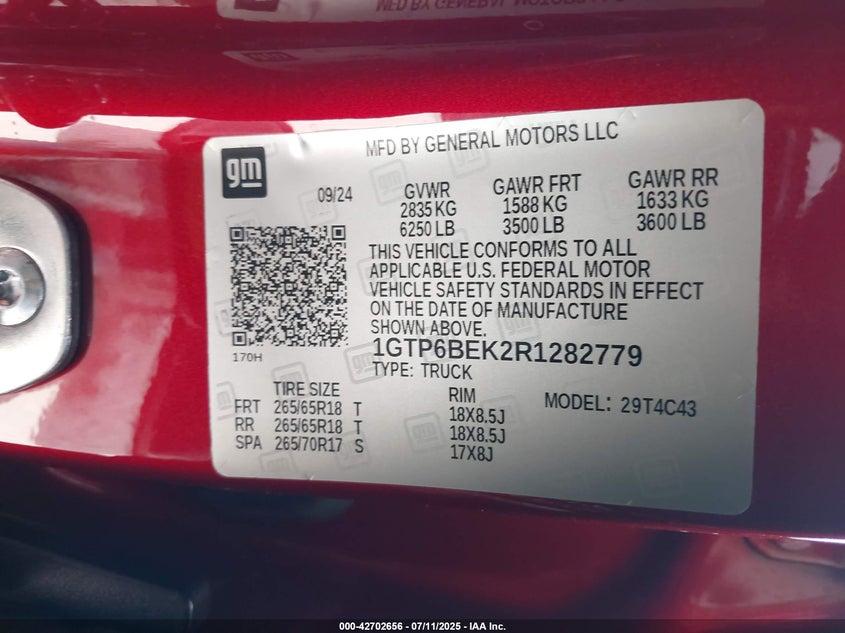 MFD BY GENERAL MOTORS LLC
gm
09/24
GVWR GAWR FRT GAWR RR
2835 KG 1588 KG 1633 KG
6250 LB 3500 LB 3600 LB
THIS VEHICLE CONFORMS TO ALL
APPLICABLE U.S. FEDERAL MOTOR
VEHICLE SAFETY STANDARDS IN EFFECT
ON THE DATE OF MANUFACTURE
SHOWN ABOVE.
170H
1GTP6BEK2R1282779
TYPE: TRUCK
TIRE SIZE RIM MODEL: 29T4C43
FRT 265/65R18 T 18X8.5J
RR 265/65R18 T 18X8.5J
SPA 265/70R17 S 17X8J
000-42702656 - 07/11/2025 - IAA Inc.